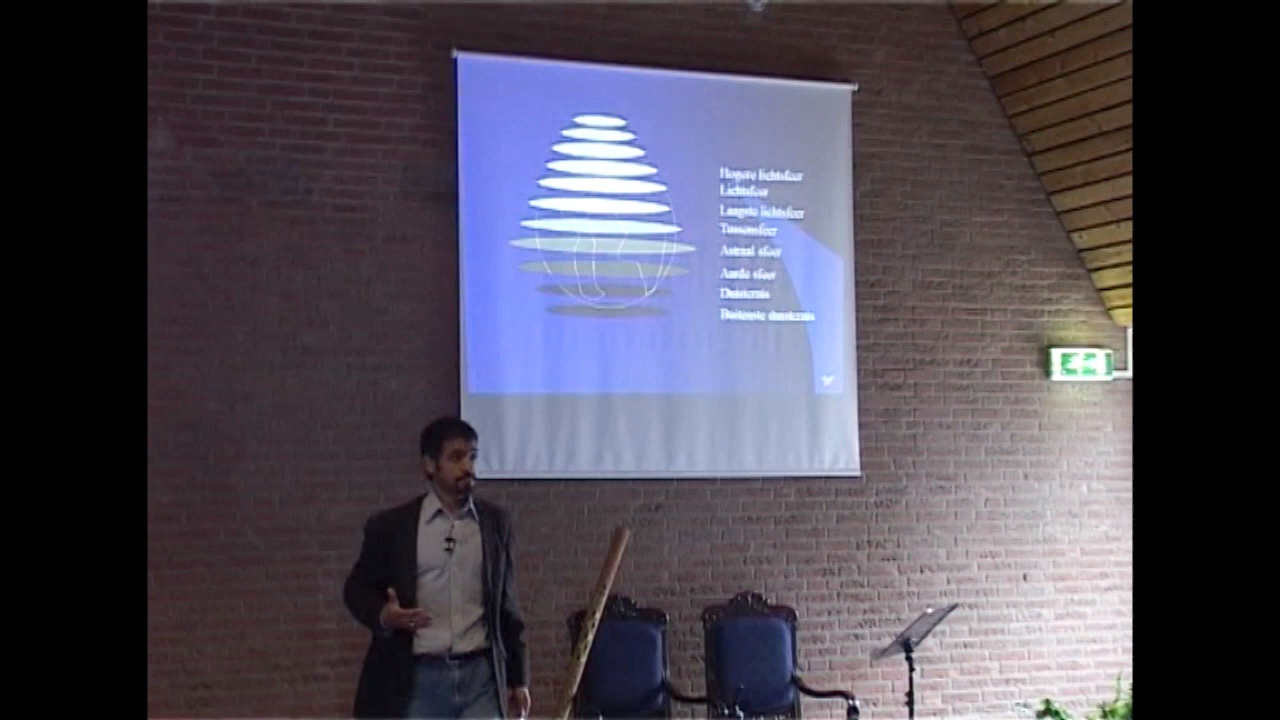 Hogere lichtsfeer
Lichtsfeer
Laagste lichtsfeer
Tussensfeer
Astraal sfeer
Aarde sfeer
Duisternis
Buitenste duisternis